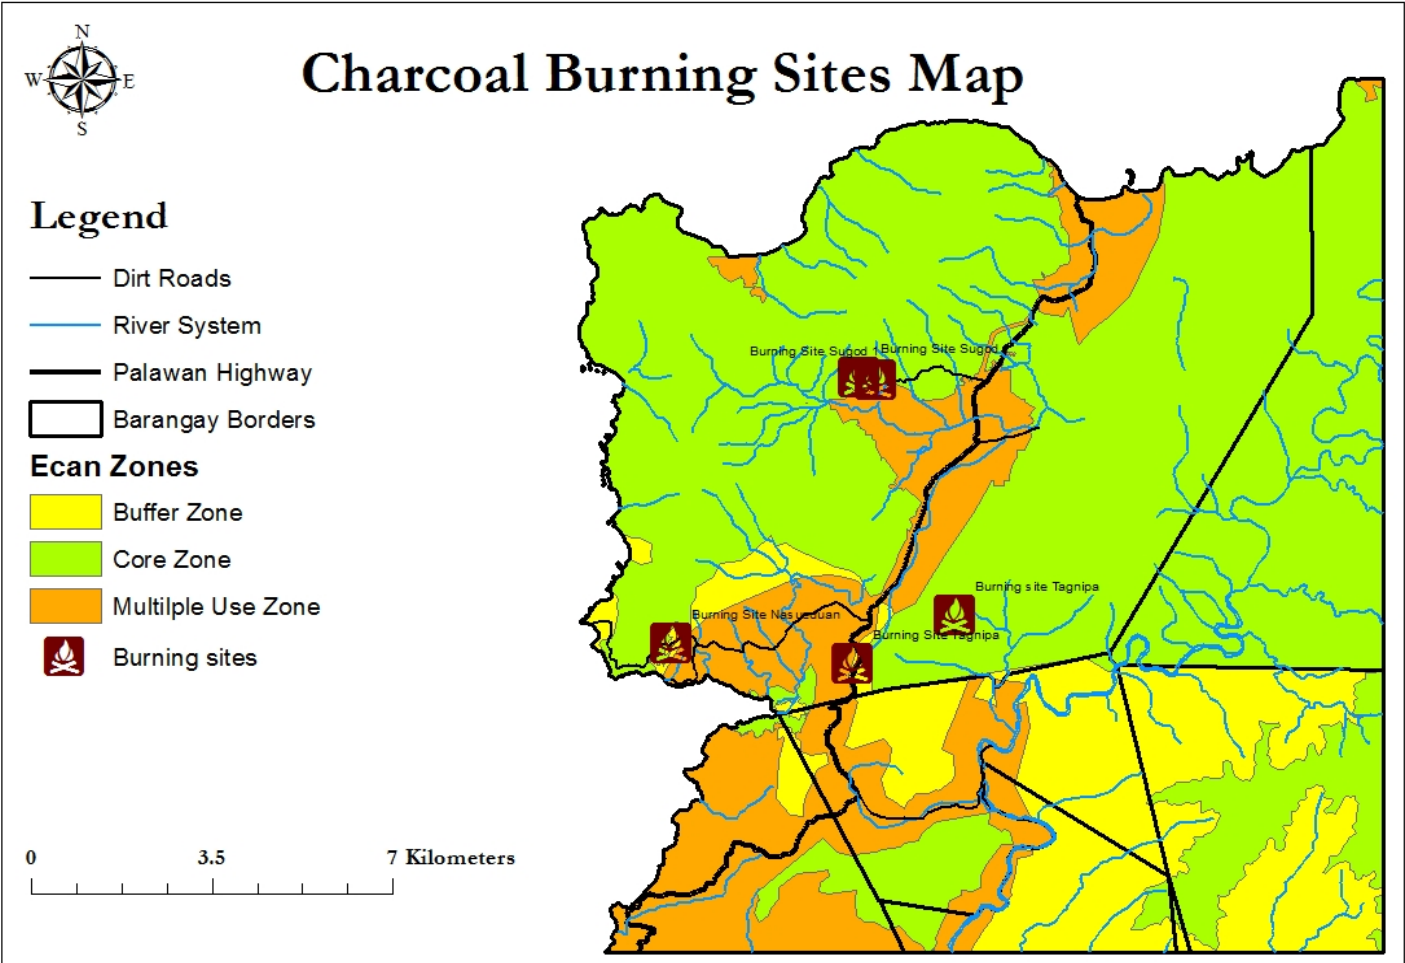 N
W E
S
Charcoal Burning Sites Map
Legend
Dirt Roads
River System
Palawan Highway
Barangay Borders
Ecan Zones
Buffer Zone
Core Zone
Multilple Use Zone
Burning sites
0 3.5 7 Kilometers
Burning Site Sugod 1
Burning Site Sugod
Burning site Tagnipa
Burning Site
Burning Site Tagnipa